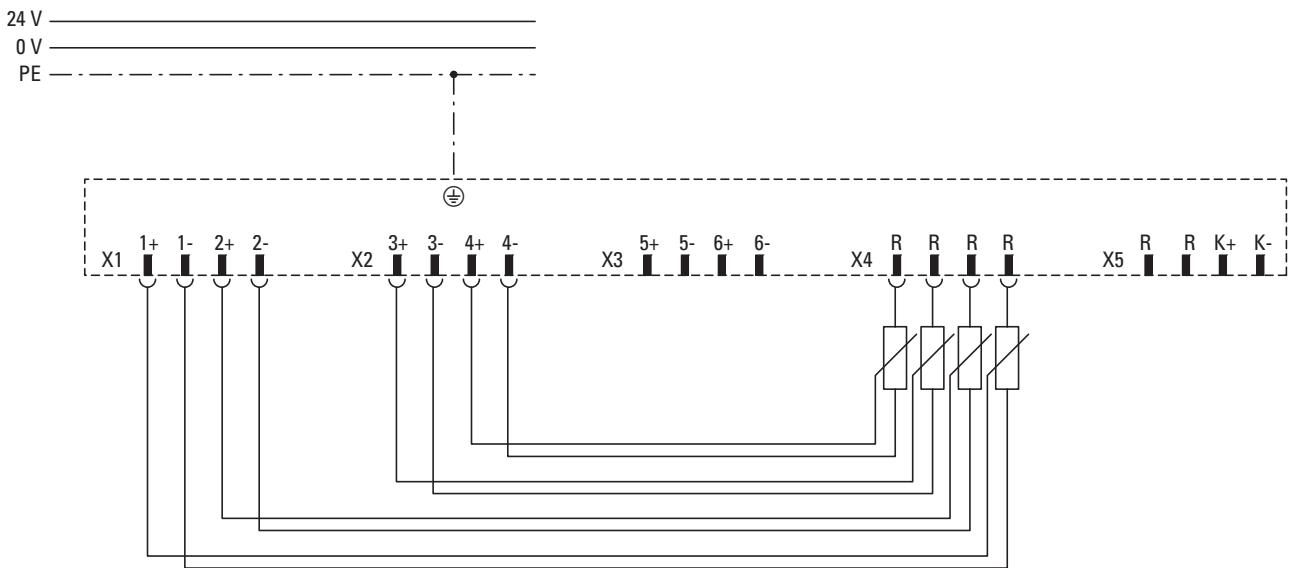 24 V
0 V
PE
X1 1+ 1- 2+ 2- X2 3+ 3- 4+ 4- X3 5+ 5- 6+ 6- X4 R R R R X5 R R K+ K-